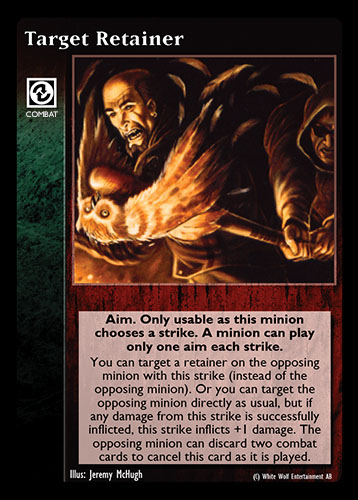 Target Retainer
COMBAT
Aim. Only usable as this minion
chooses a strike. A minion can play
only one aim each strike.
You can target a retainer on the opposing
minion with this strike (instead of the
opposing minion). Or you can target the
opposing minion directly as usual, but if
any damage from this strike is successfully
inflicted, this strike inflicts +1 damage. The
opposing minion can discard two combat
cards to cancel this card as it is played.
Illus: Jeremy McHugh
(C) White Wolf Entertainment AB